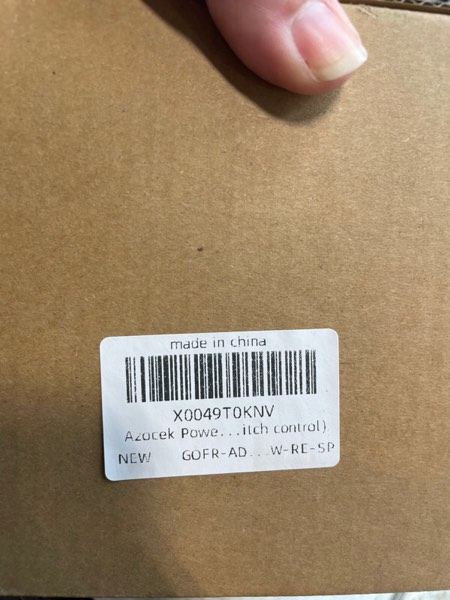 made in china
X0049T0KNV
Azocek Powe...itch control)
NEW GOFR-AD...W-RE-SP